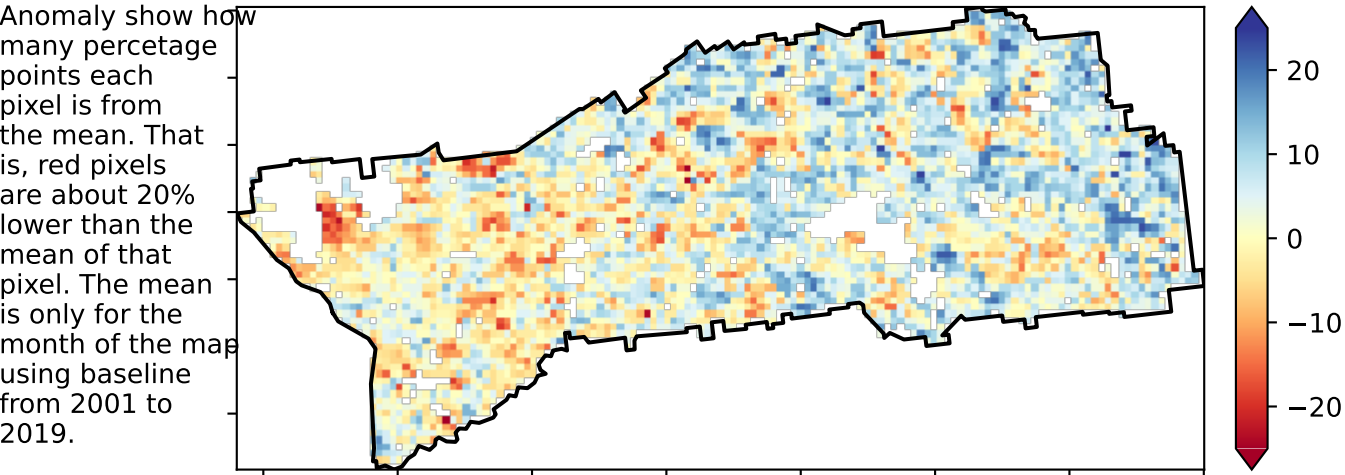 Anomaly show how
many percetage
points each
pixel is from
the mean. That
is, red pixels
are about 20%
lower than the
mean of that
pixel. The mean
is only for the
month of the map
using baseline
from 2001 to
2019.
20
10
0
−10
−20